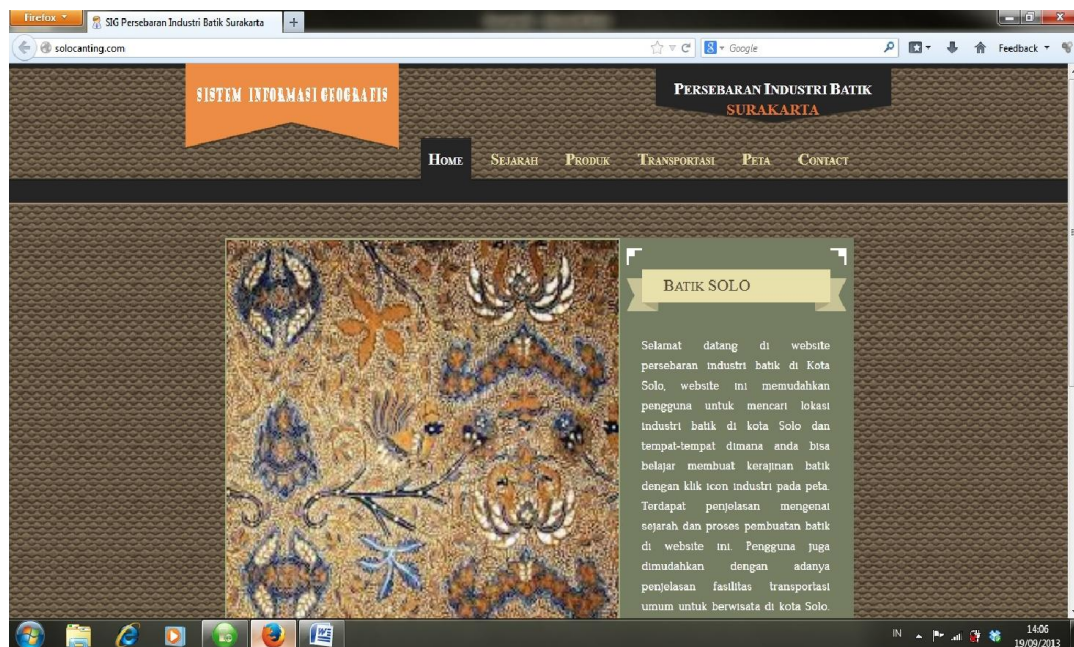 Firefox
SIG Persebaran Industri Batik Surakarta
solocanting.com
Google
Feedback
SISTEM INFORMASI GEOGRAFIS
PERSEBARAN INDUSTRI BATIK
SURAKARTA
HOME SEJARAH PRODUK TRANSPORTASI PETA CONTACT
BATIK SOLO
Selamat datang di website
persebaran industri batik di Kota
Solo, website ini memudahkan
pengguna untuk mencari lokasi
industri batik di kota Solo dan
tempat-tempat dimana anda bisa
belajar membuat kerajinan batik
dengan klik icon industri pada peta.
Terdapat penjelasan mengenai
sejarah dan proses pembuatan batik
di website ini. Pengguna juga
dimudahkan dengan adanya
penjelasan fasilitas transportasi
umum untuk berwisata di kota Solo.
IN
14:06
19/09/2013